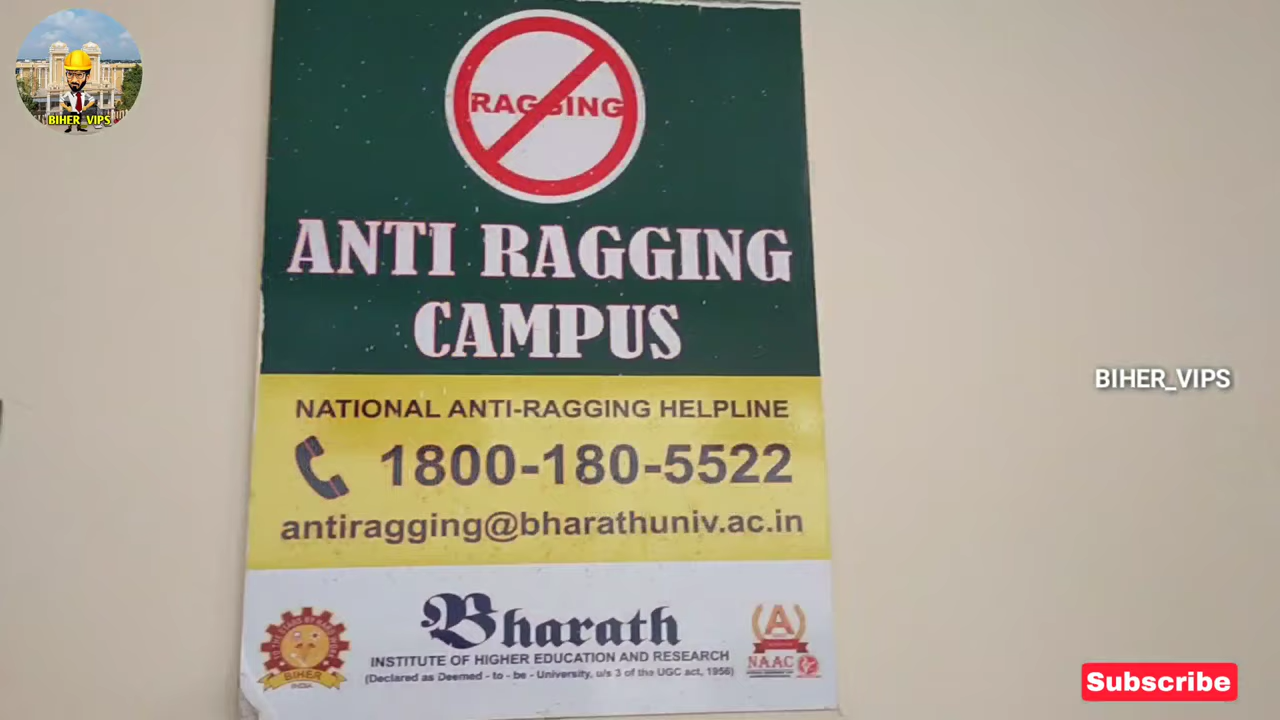 BIHER_VIPS
RAGGING
ANTI RAGGING
CAMPUS
NATIONAL ANTI-RAGGING HELPLINE
1800-180-5522
antiragging@bharathuniv.ac.in
Bharath
INSTITUTE OF HIGHER EDUCATION AND RESEARCH
(Declared as Deemed - to - be - University, u/s 3 of the UGC act, 1956)
BIHER
INDIA
A
NAAC
BIHER_VIPS
Subscribe